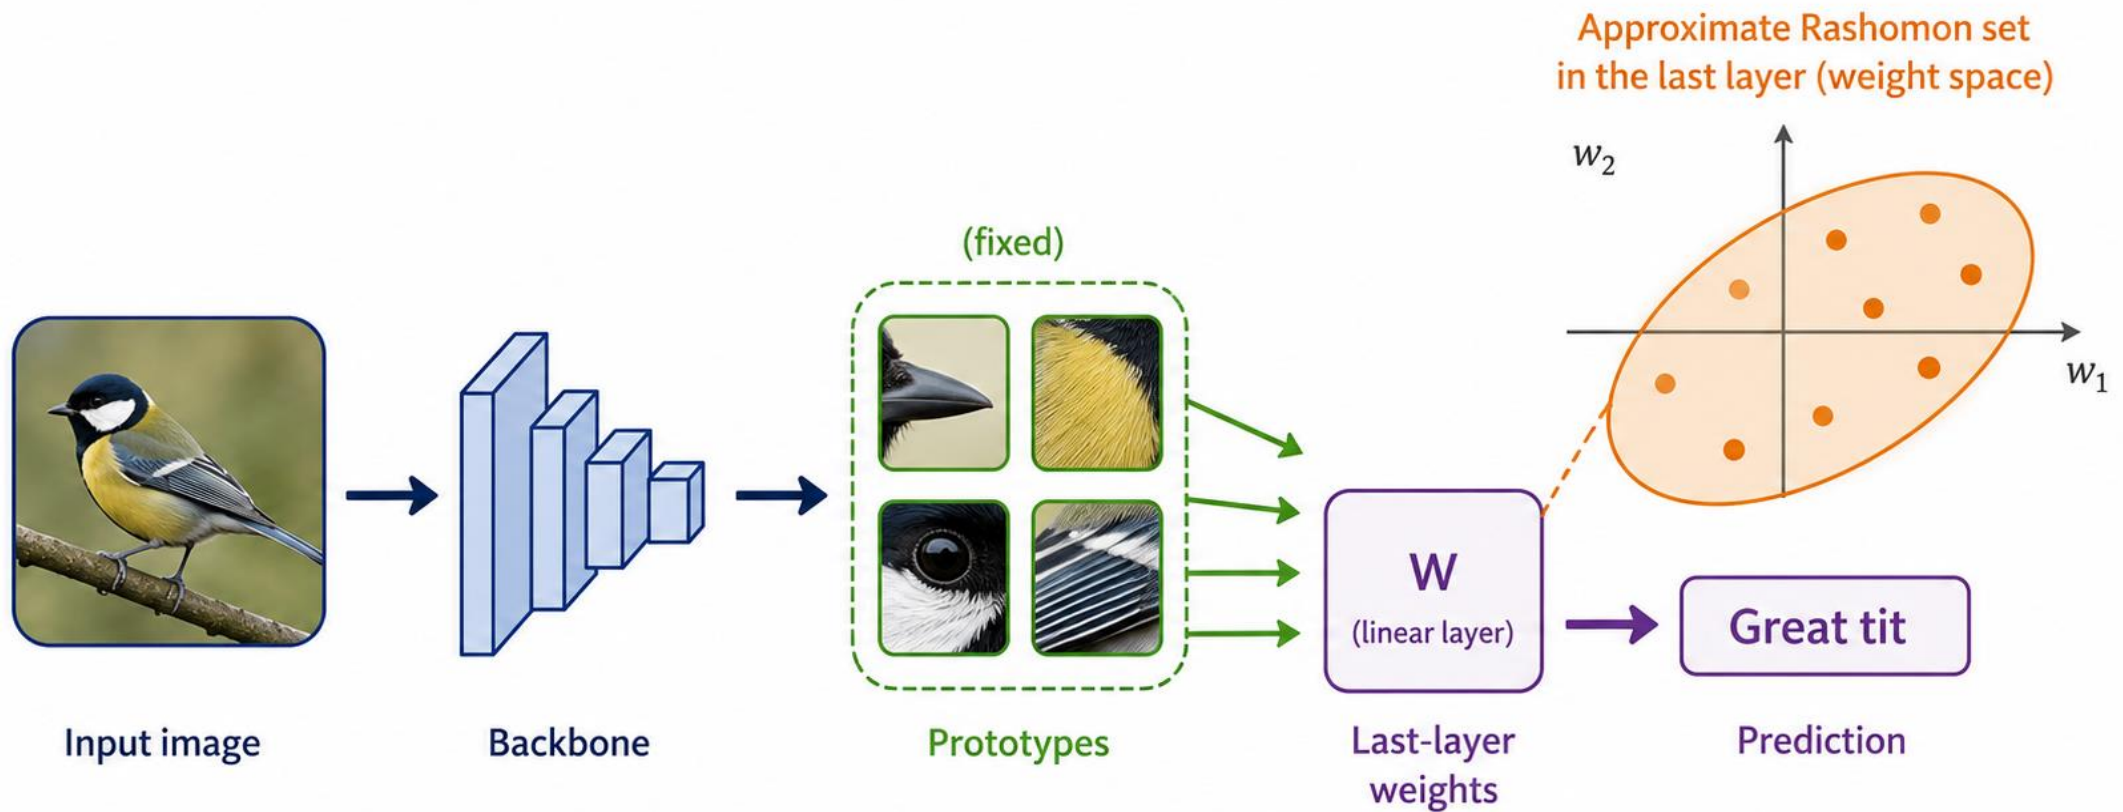 Approximate Rashomon set
in the last layer (weight space)
w₂
w₁
(fixed)
W
(linear layer)
Great tit
Input image
Backbone
Prototypes
Last-layer
weights
Prediction